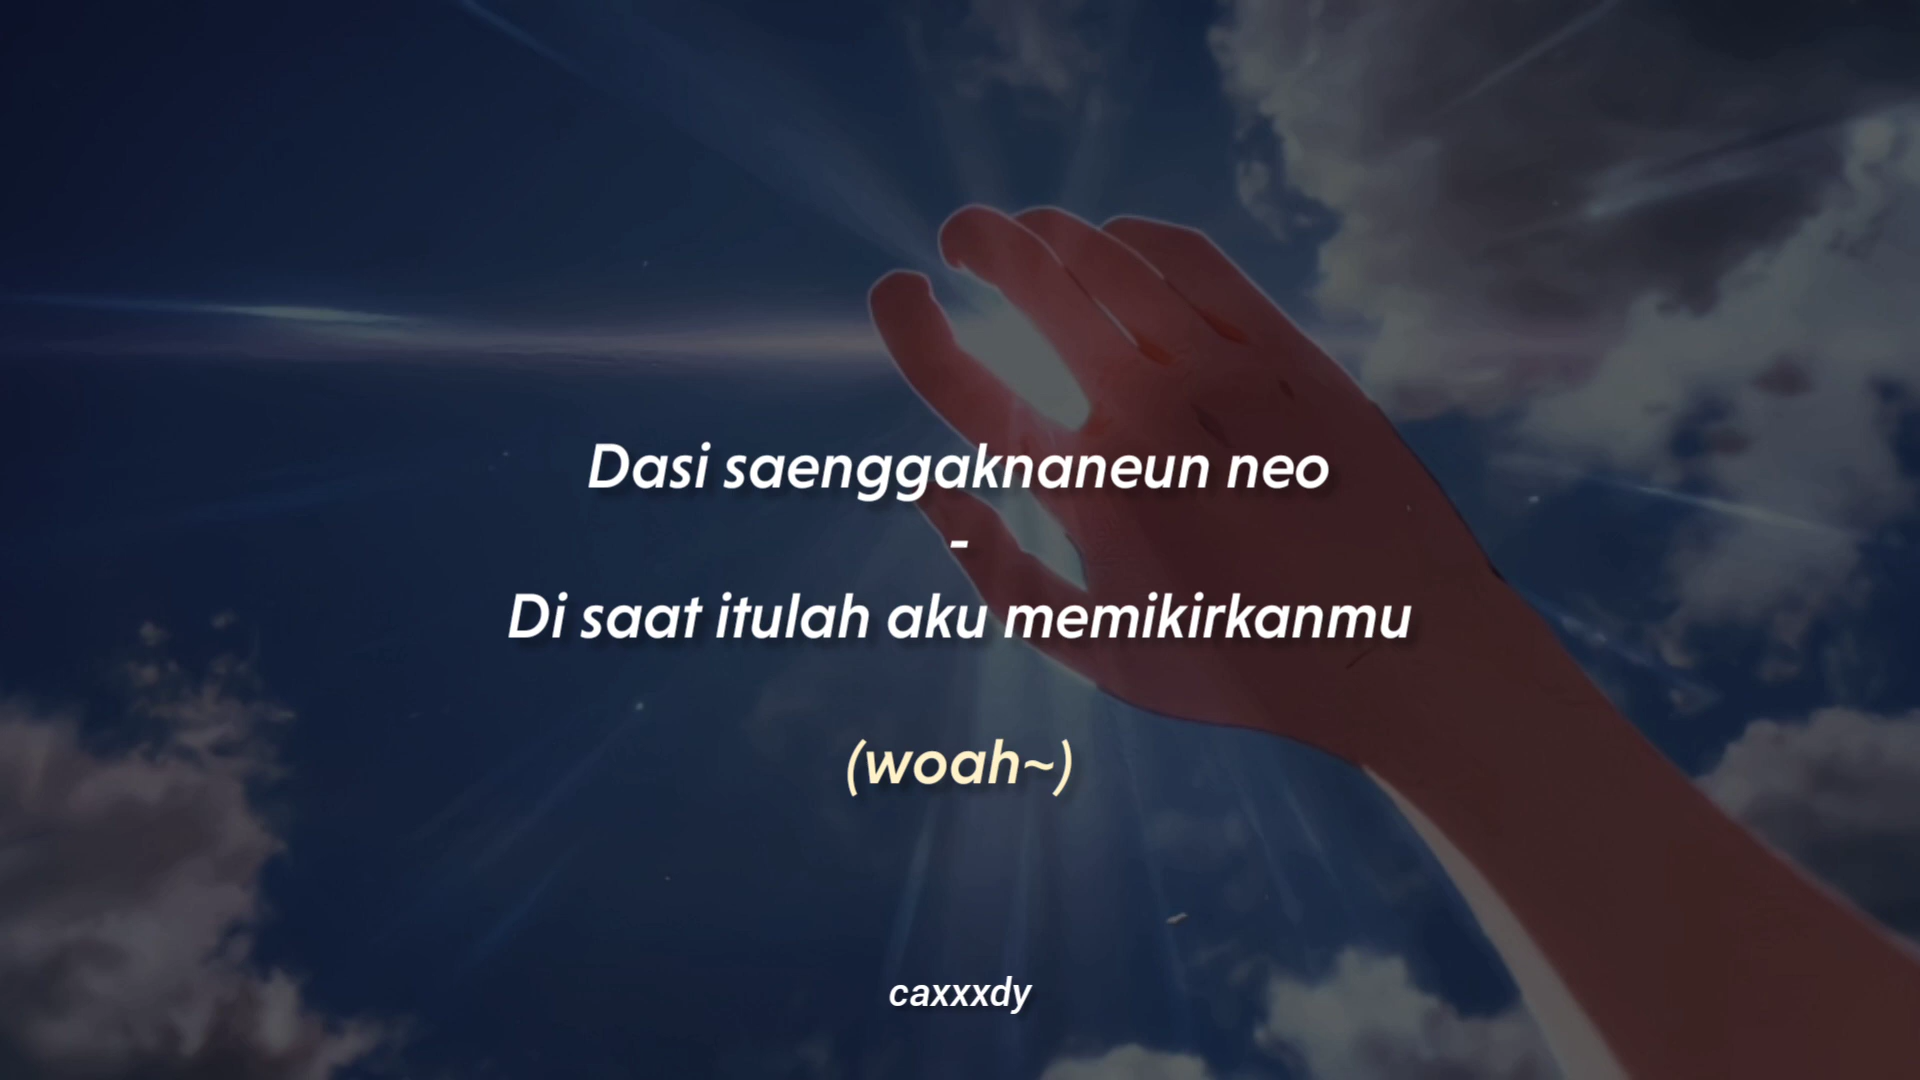 Dasi saenggaknaneun neo
-
Di saat itulah aku memikirkanmu
(woah~)
caxxxdy